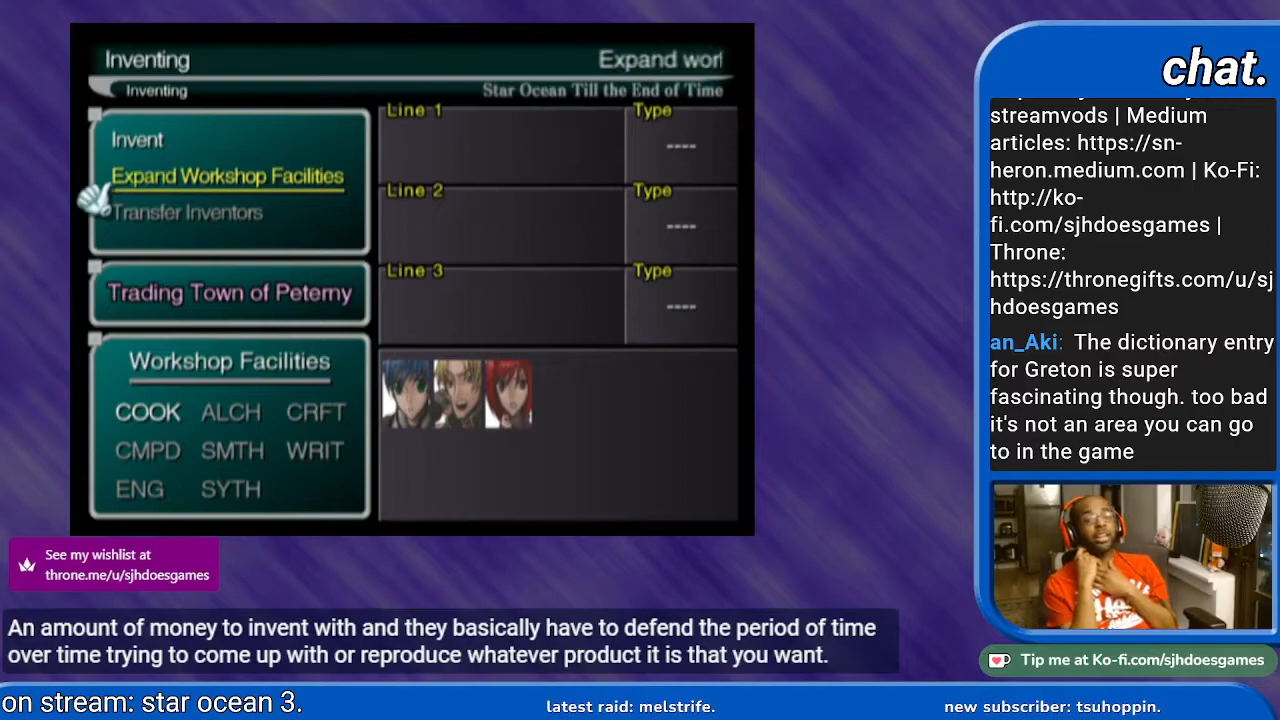 Inventing
Expand wor
Inventing
Star Ocean Till the End of Time
Invent
Expand Workshop Facilities
Transfer Inventors
Trading Town of Peterny
Workshop Facilities
COOK ALCH CRFT
CMPD SMTH WRIT
ENG SYTH
Line 1
Type
----
Line 2
Type
----
Line 3
Type
----
chat.
streamvods | Medium
articles: https://sn-
heron.medium.com | Ko-Fi:
http://ko-
fi.com/sjhdoesgames |
Throne:
https://thronegifts.com/u/sj
hdoesgames
an_Aki: The dictionary entry
for Greton is super
fascinating though. too bad
it's not an area you can go
to in the game
See my wishlist at
throne.me/u/sjhdoesgames
An amount of money to invent with and they basically have to defend the period of time
over time trying to come up with or reproduce whatever product it is that you want.
Tip me at Ko-fi.com/sjhdoesgames
on stream: star ocean 3.
latest raid: melstrife.
new subscriber: tsuhoppin.